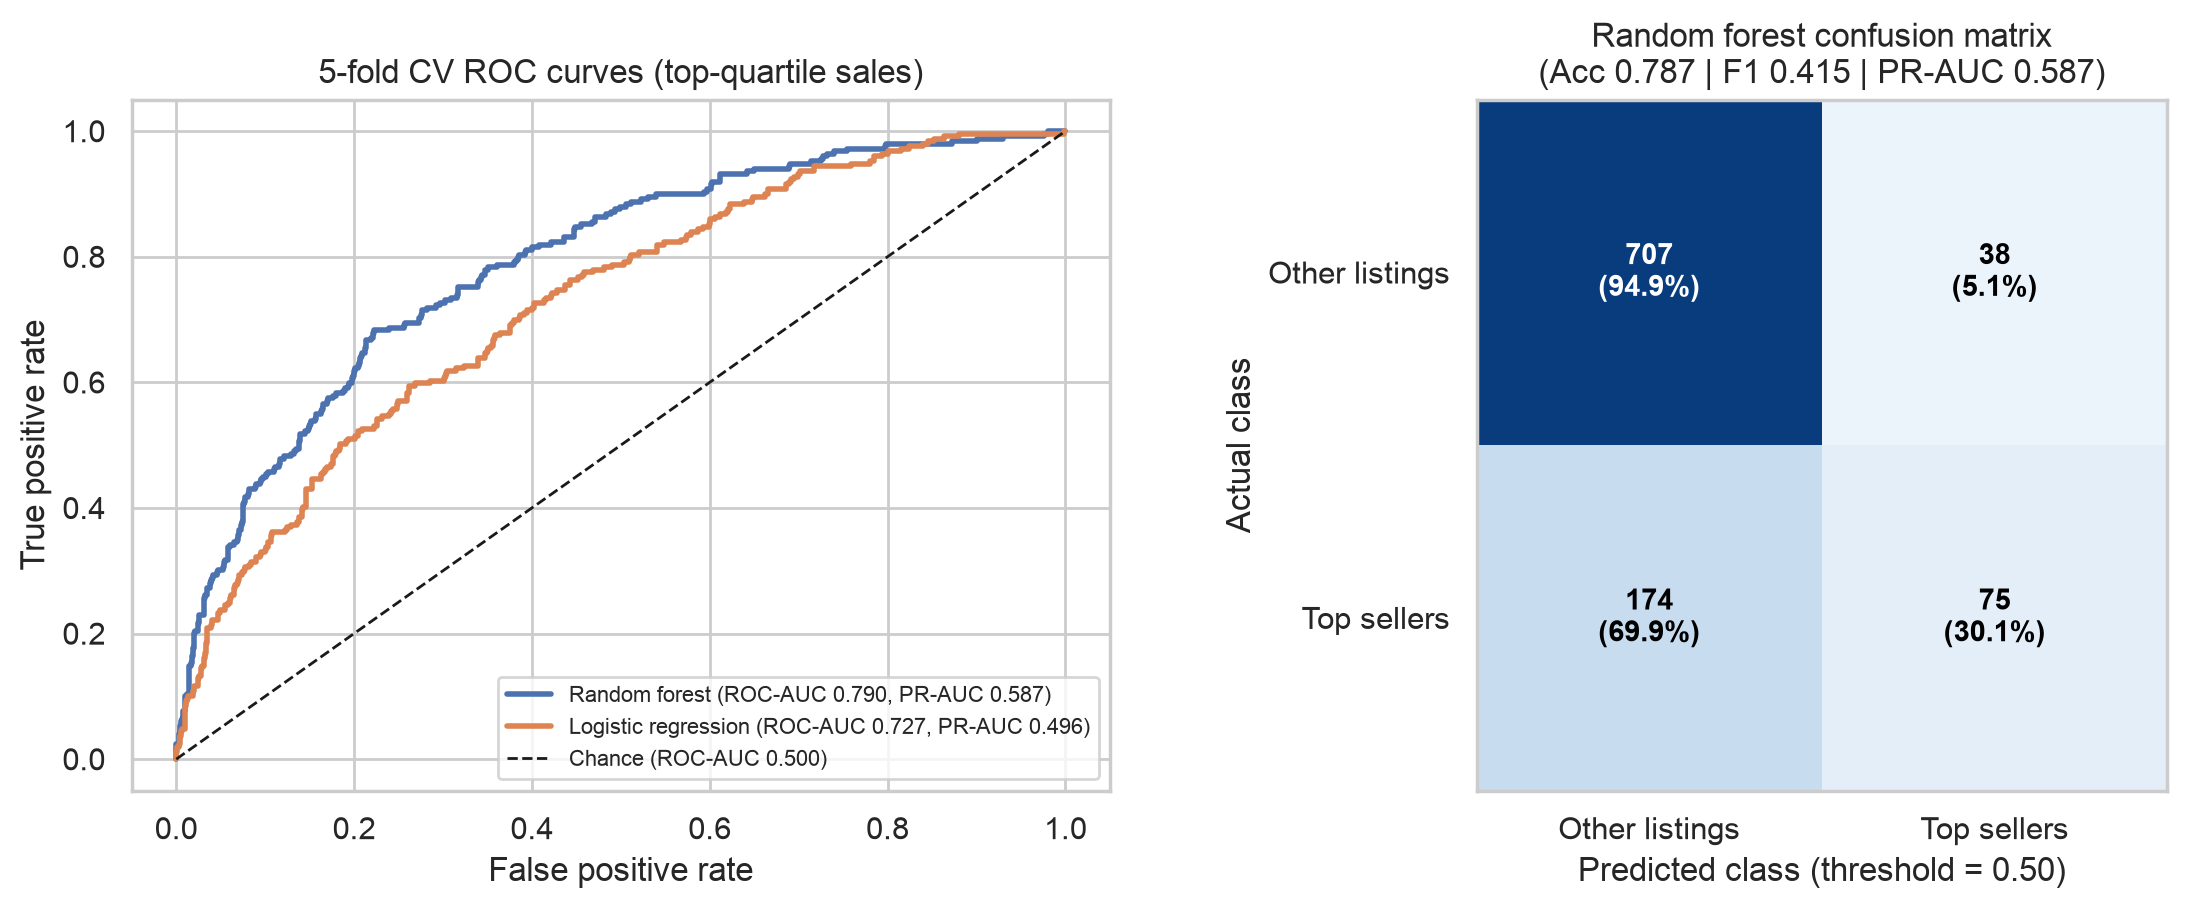 5-fold CV ROC curves (top-quartile sales)
True positive rate
1.0
0.8
0.6
0.4
0.2
0.0
Random forest (ROC-AUC 0.790, PR-AUC 0.587)
Logistic regression (ROC-AUC 0.727, PR-AUC 0.496)
Chance (ROC-AUC 0.500)
0.0 0.2 0.4 0.6 0.8 1.0
False positive rate
Random forest confusion matrix
(Acc 0.787 | F1 0.415 | PR-AUC 0.587)
Actual class
Other listings
707
(94.9%)
38
(5.1%)
Top sellers
174
(69.9%)
75
(30.1%)
Other listings Top sellers
Predicted class (threshold = 0.50)